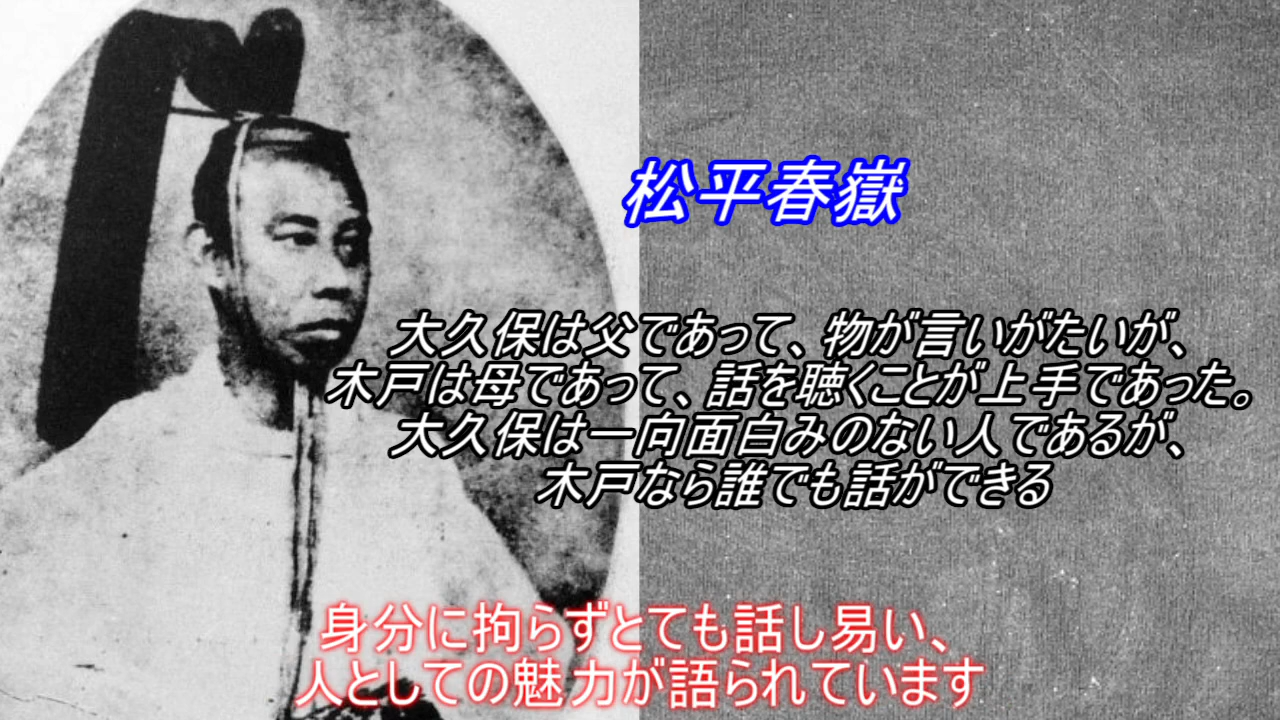 松平春嶽
大久保は父であって、物が言いがたいが、
木戸は母であって、話を聴くことが上手であった。
大久保は一向面白みのない人であるが、
木戸なら誰でも話ができる
身分に拘らずとても話し易い、
人としての魅力が語られています